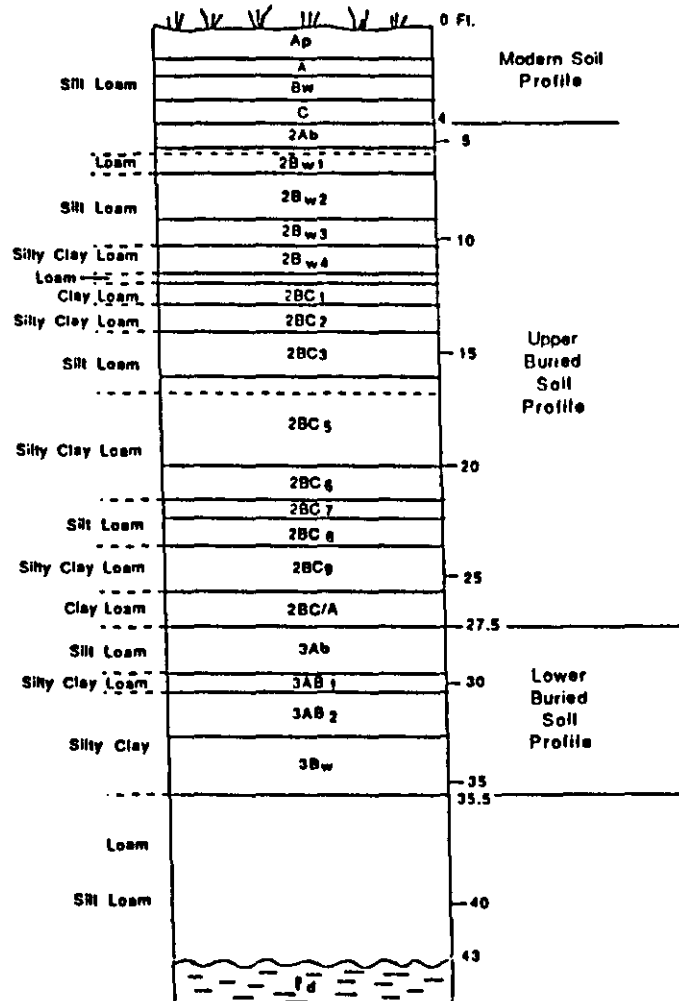 0 Ft.
Ap
A
Bw
C
2Ab
2Bw1
2Bw2
2Bw3
2Bw4
2BC1
2BC2
2BC3
2BC5
2BC6
2BC7
2BC8
2BC9
2BC/A
3Ab
3AB1
3AB2
3Bw
Silt Loam
Loam
Silt Loam
Silty Clay Loam
Loam
Clay Loam
Silty Clay Loam
Silt Loam
Silty Clay Loam
Silt Loam
Silty Clay Loam
Clay Loam
Silt Loam
Silty Clay Loam
Silty Clay
Loam
Silt Loam
4
5
10
15
20
25
27.5
30
35
35.5
40
43
Modern Soil
Profile
Upper
Buried
Soil
Profile
Lower
Buried
Soil
Profile